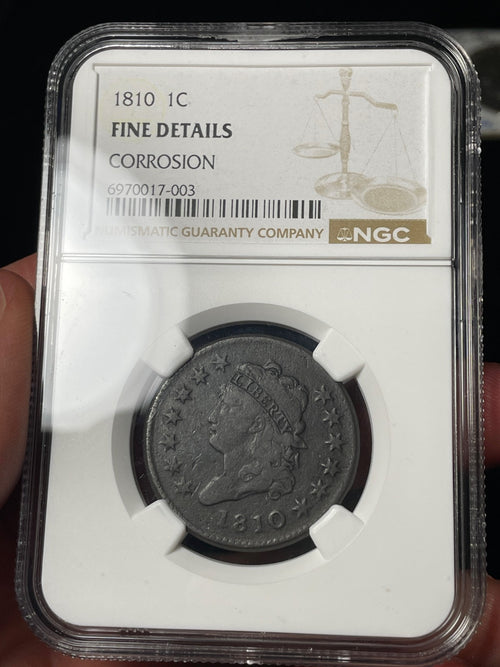 1810 1C
FINE DETAILS
CORROSION
6970017-003
NUMISMATIC GUARANTY COMPANY NGC
LIBERTY
1810